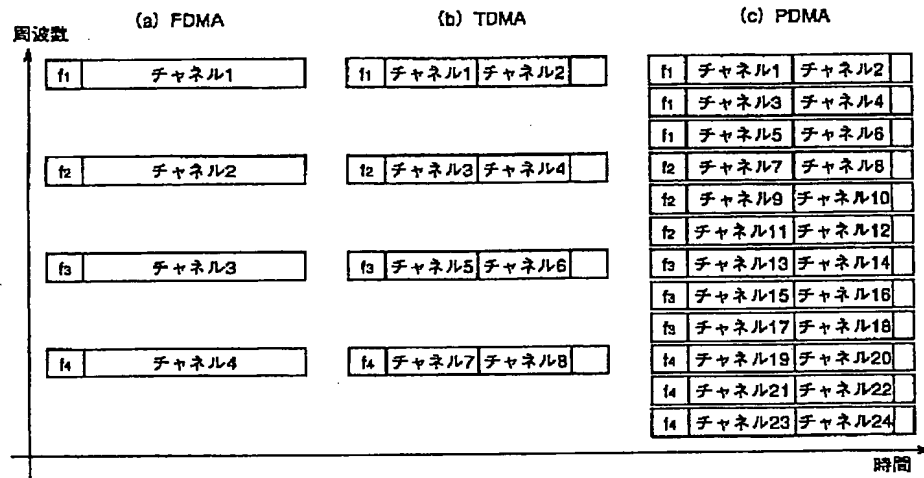 (a) FDMA
(b) TDMA
(c) PDMA
周波数
f1 チャネル1
f2 チャネル2
f3 チャネル3
f4 チャネル4
f1 チャネル1 チャネル2
f2 チャネル3 チャネル4
f3 チャネル5 チャネル6
f4 チャネル7 チャネル8
f1 チャネル1 チャネル2
f1 チャネル3 チャネル4
f1 チャネル5 チャネル6
f2 チャネル7 チャネル8
f2 チャネル9 チャネル10
f2 チャネル11 チャネル12
f3 チャネル13 チャネル14
f3 チャネル15 チャネル16
f3 チャネル17 チャネル18
f4 チャネル19 チャネル20
f4 チャネル21 チャネル22
f4 チャネル23 チャネル24
時間